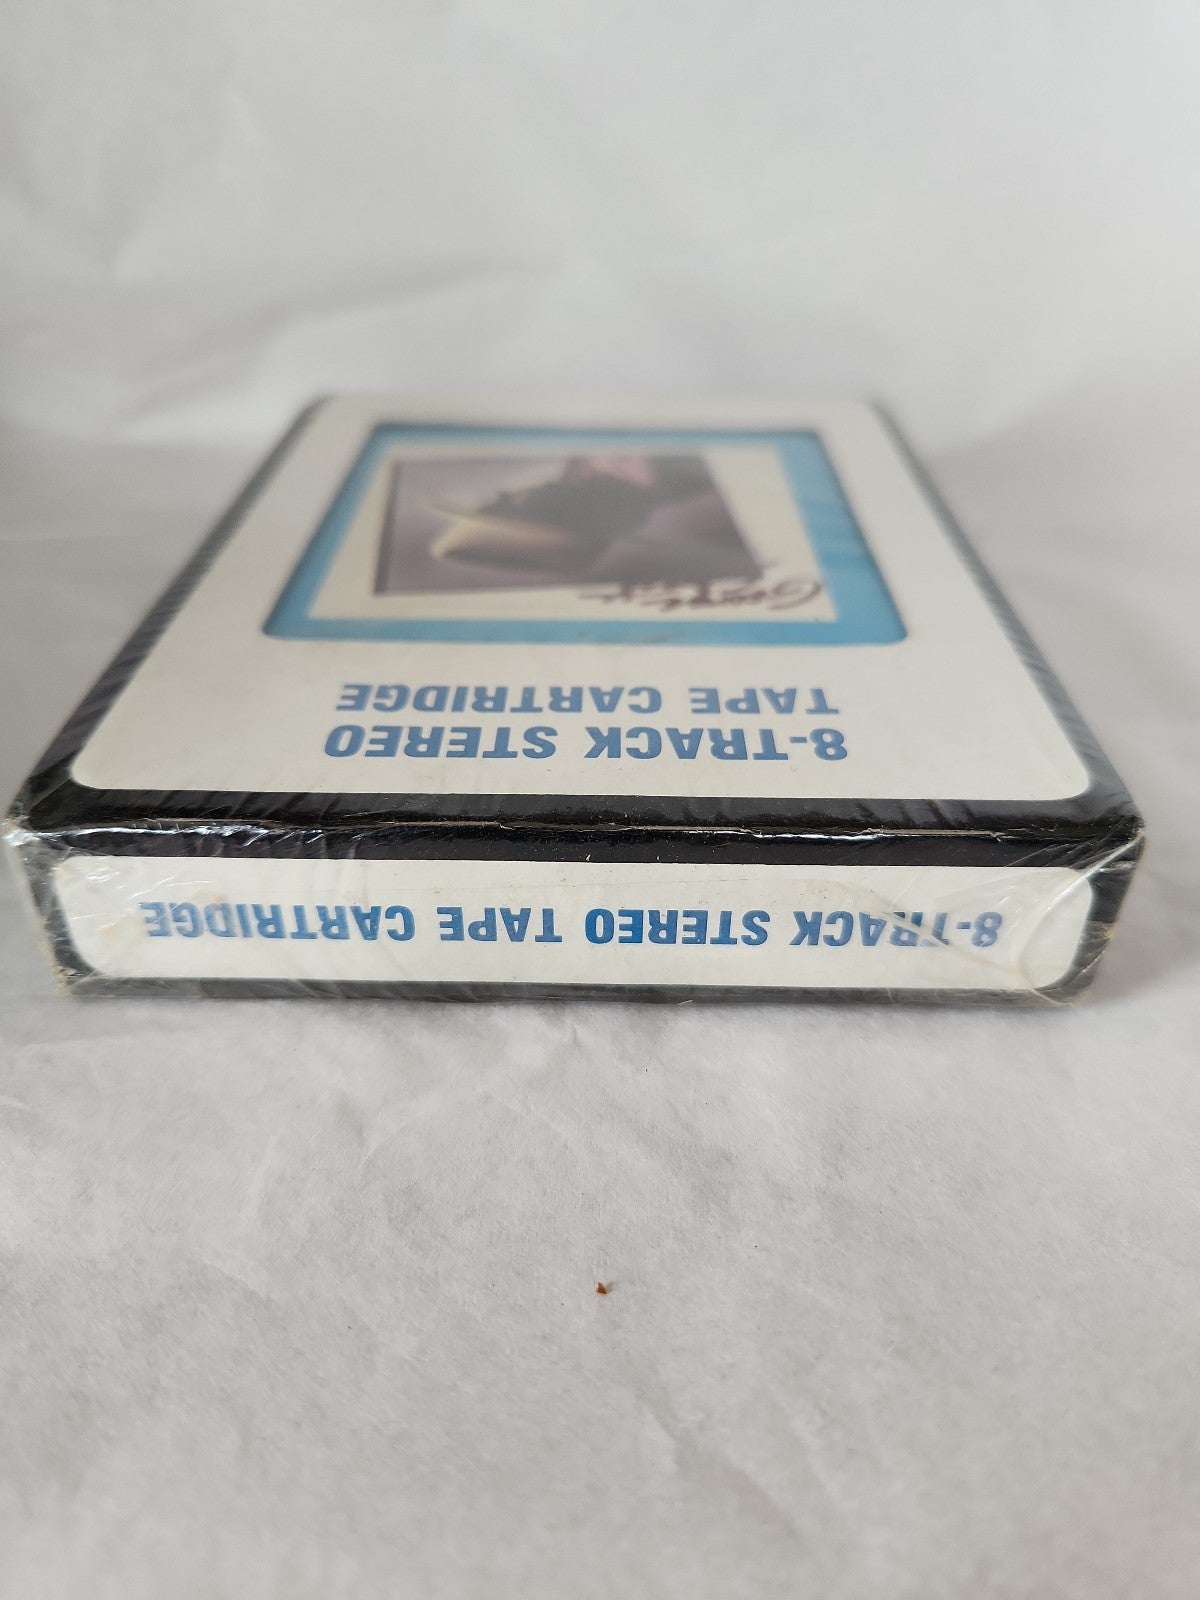 8-TRACK STEREO
TAPE CARTRIDGE
8-TRACK STEREO TAPE CARTRIDGE